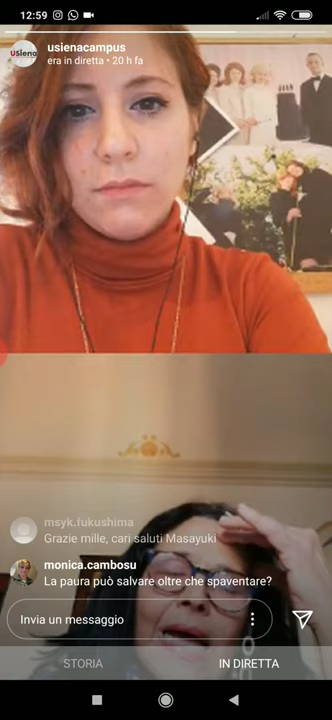 12:59
USiena
usienacampus
era in diretta • 20 h fa
msyk.fukushima
Grazie mille, cari saluti Masayuki
monica.cambosu
La paura può salvare oltre che spaventare?
Invia un messaggio
STORIA
IN DIRETTA